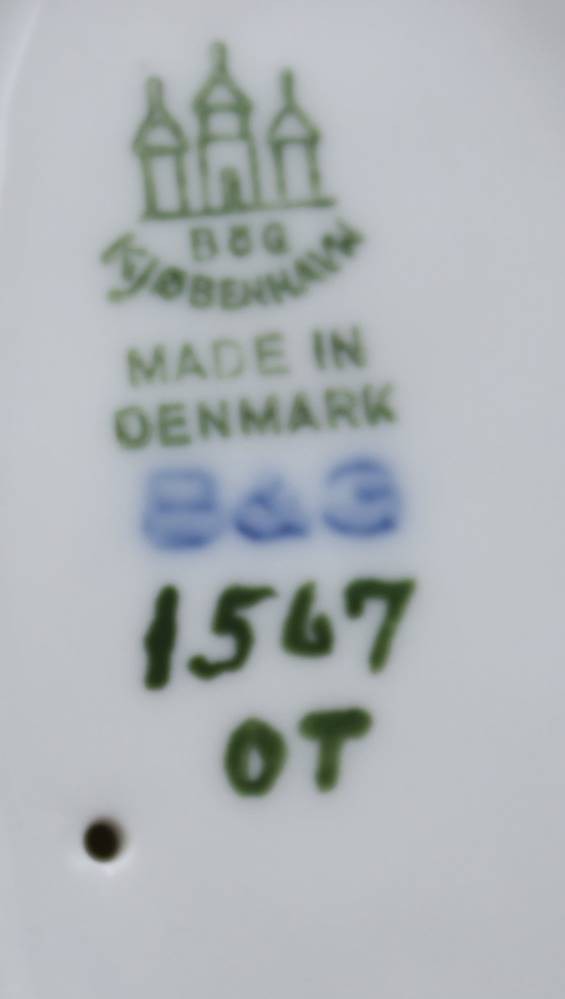 B&G
KJØBENHAVN
MADE IN
DENMARK
B&G
1567
OT